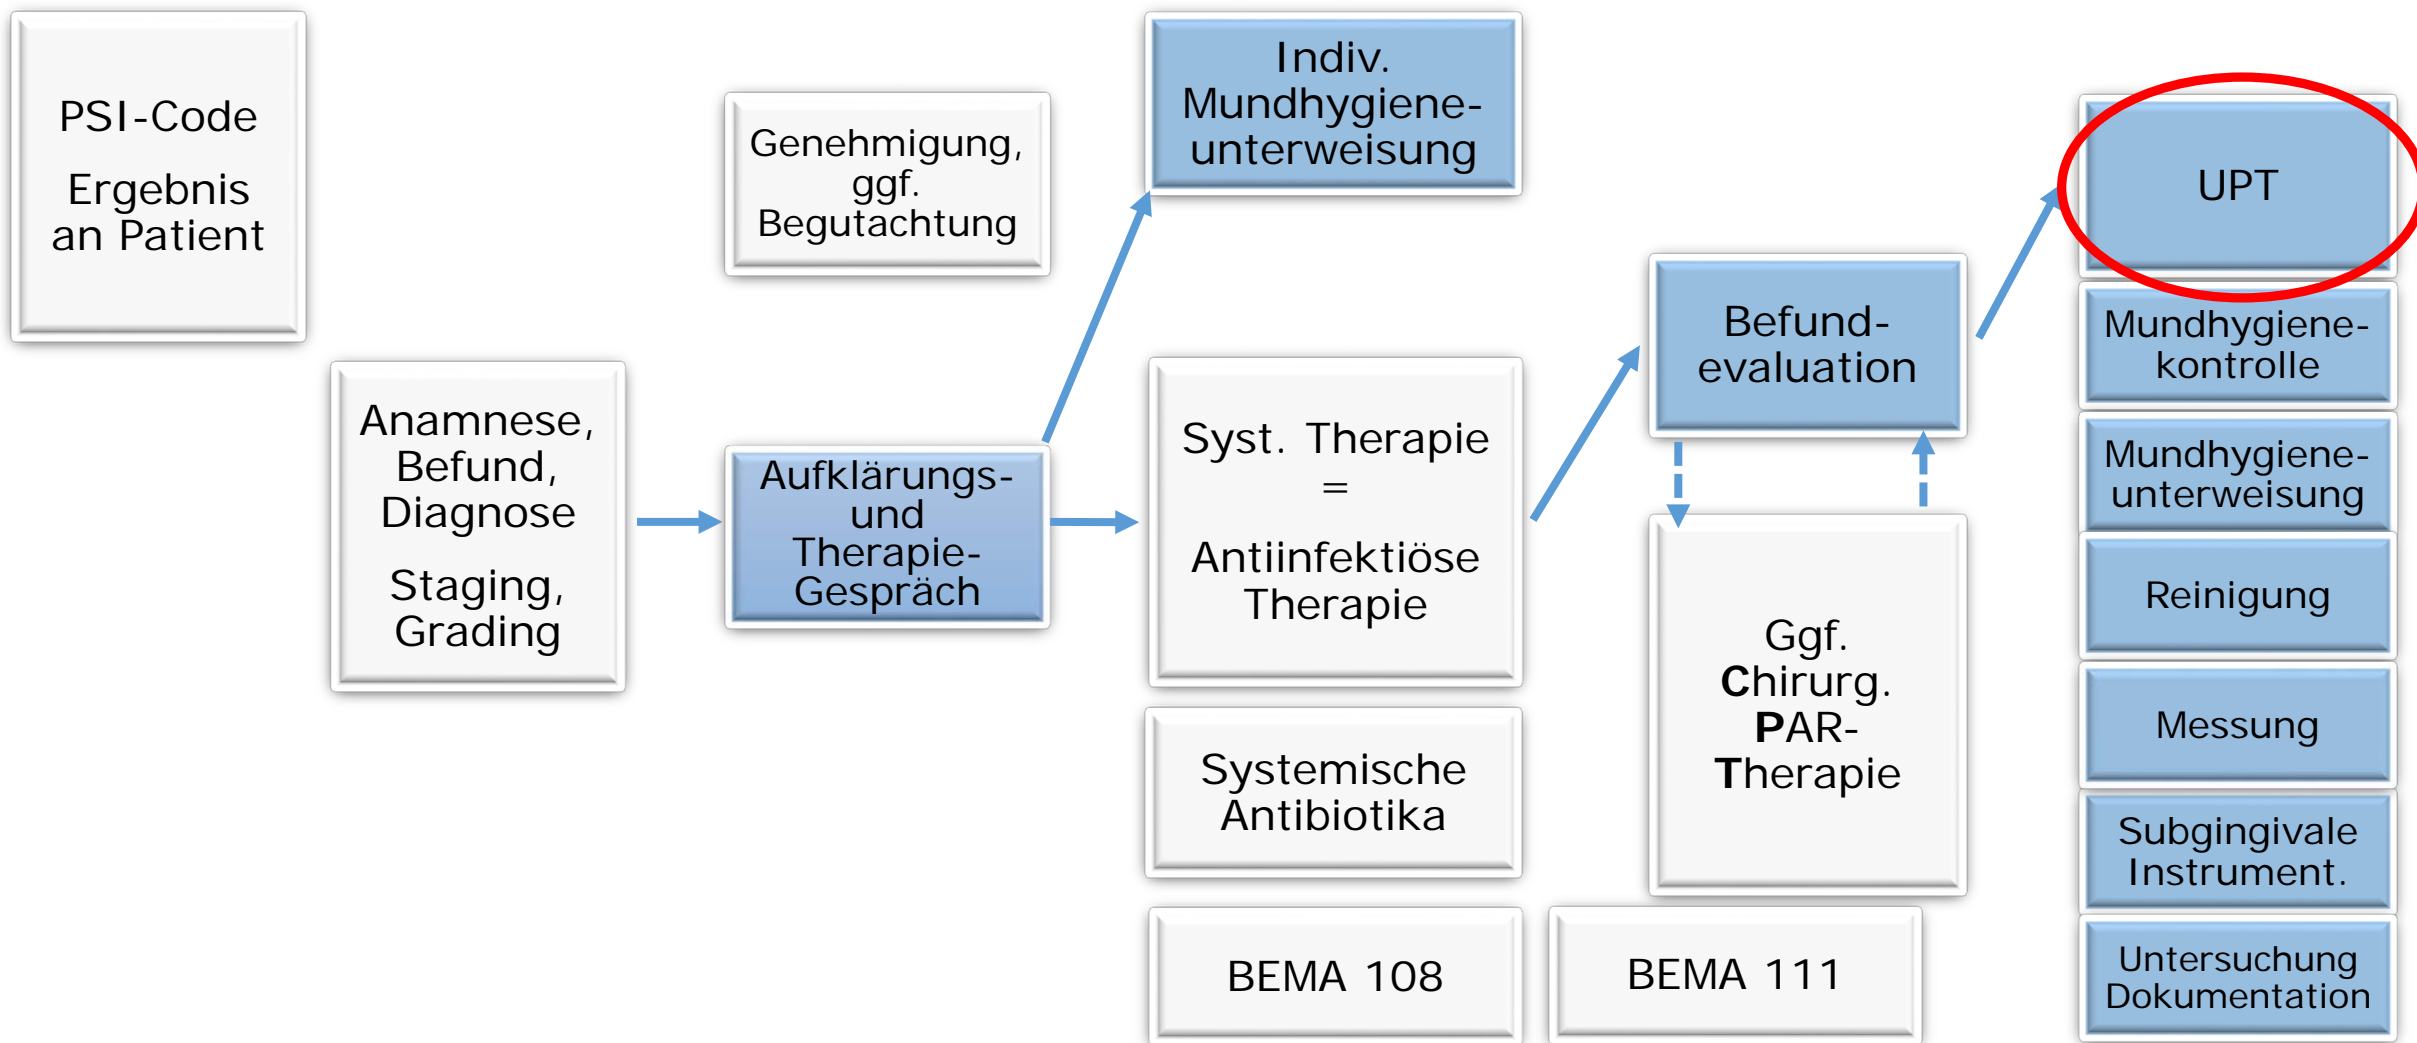 PSI-Code
Ergebnis
an Patient
Anamnese,
Befund,
Diagnose
Staging,
Grading
Genehmigung,
ggf.
Begutachtung
Aufklärungs-
und
Therapie-
Gespräch
Indiv.
Mundhygiene-
unterweisung
Syst. Therapie
=
Antiinfektiöse
Therapie
Systemische
Antibiotika
BEMA 108
Befund-
evaluation
Ggf.
Chirurg.
PAR-
Therapie
BEMA 111
UPT
Mundhygiene-
kontrolle
Mundhygiene-
unterweisung
Reinigung
Messung
Subgingivale
Instrument.
Untersuchung
Dokumentation